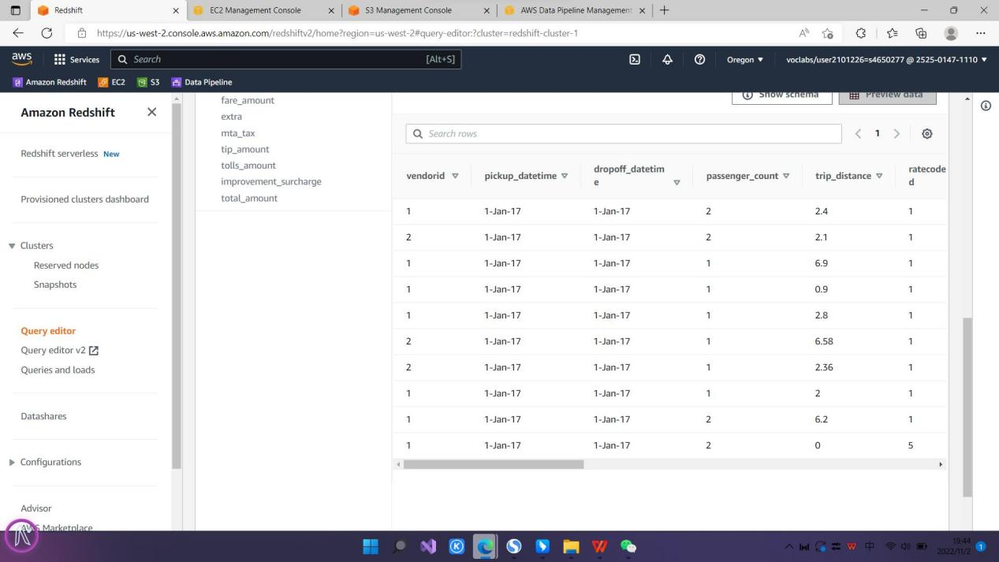 Redshift
EC2 Management Console
S3 Management Console
AWS Data Pipeline Management
https://us-west-2.console.aws.amazon.com/redshiftv2/home?region=us-west-2#query-editor:?cluster=redshift-cluster-1
aws
Services
Search
[Alt+S]
Oregon
voclabs/user2101226=s4650277 @ 2525-0147-1110
Amazon Redshift
EC2
S3
Data Pipeline
Amazon Redshift
Redshift serverless New
Provisioned clusters dashboard
Clusters
Reserved nodes
Snapshots
Query editor
Query editor v2
Queries and loads
Datashares
Configurations
Advisor
AWS Marketplace
fare_amount
extra
mta_tax
tip_amount
tolls_amount
improvement_surcharge
total_amount
Show schema
Preview data
Search rows
1
vendorid pickup_datetime dropoff_datetim
e passenger_count trip_distance ratecode
d
1 1-Jan-17 1-Jan-17 2 2.4 1
2 1-Jan-17 1-Jan-17 2 2.1 1
1 1-Jan-17 1-Jan-17 1 6.9 1
1 1-Jan-17 1-Jan-17 1 0.9 1
1 1-Jan-17 1-Jan-17 1 2.8 1
2 1-Jan-17 1-Jan-17 1 6.58 1
2 1-Jan-17 1-Jan-17 1 2.36 1
1 1-Jan-17 1-Jan-17 1 2 1
1 1-Jan-17 1-Jan-17 2 6.2 1
1 1-Jan-17 1-Jan-17 2 0 5
中
19:44
2022/11/2
1